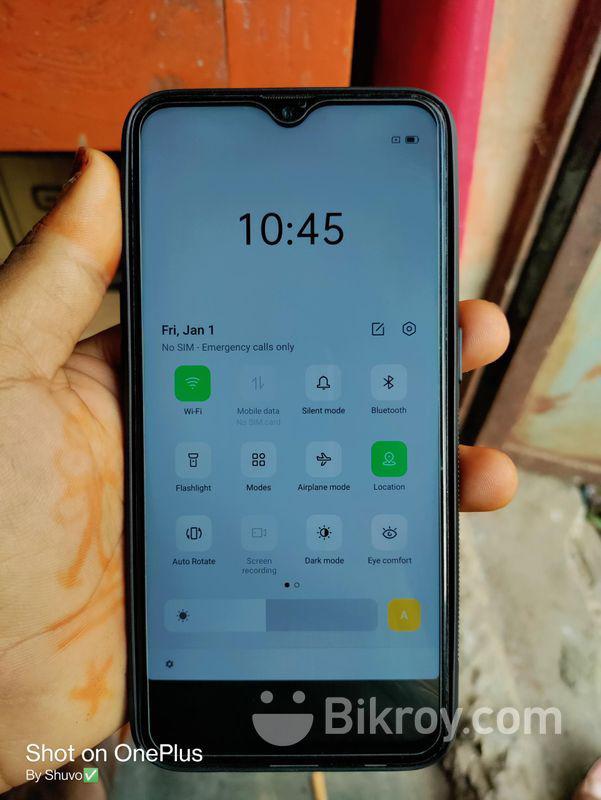 10:45
Fri, Jan 1
No SIM - Emergency calls only
Wi-Fi
Mobile data
No SIM card
Silent mode
Bluetooth
Flashlight
Modes
Airplane mode
Location
Auto Rotate
Screen
recording
Dark mode
Eye comfort
A
Bikroy.com
Shot on OnePlus
By Shuvo✅